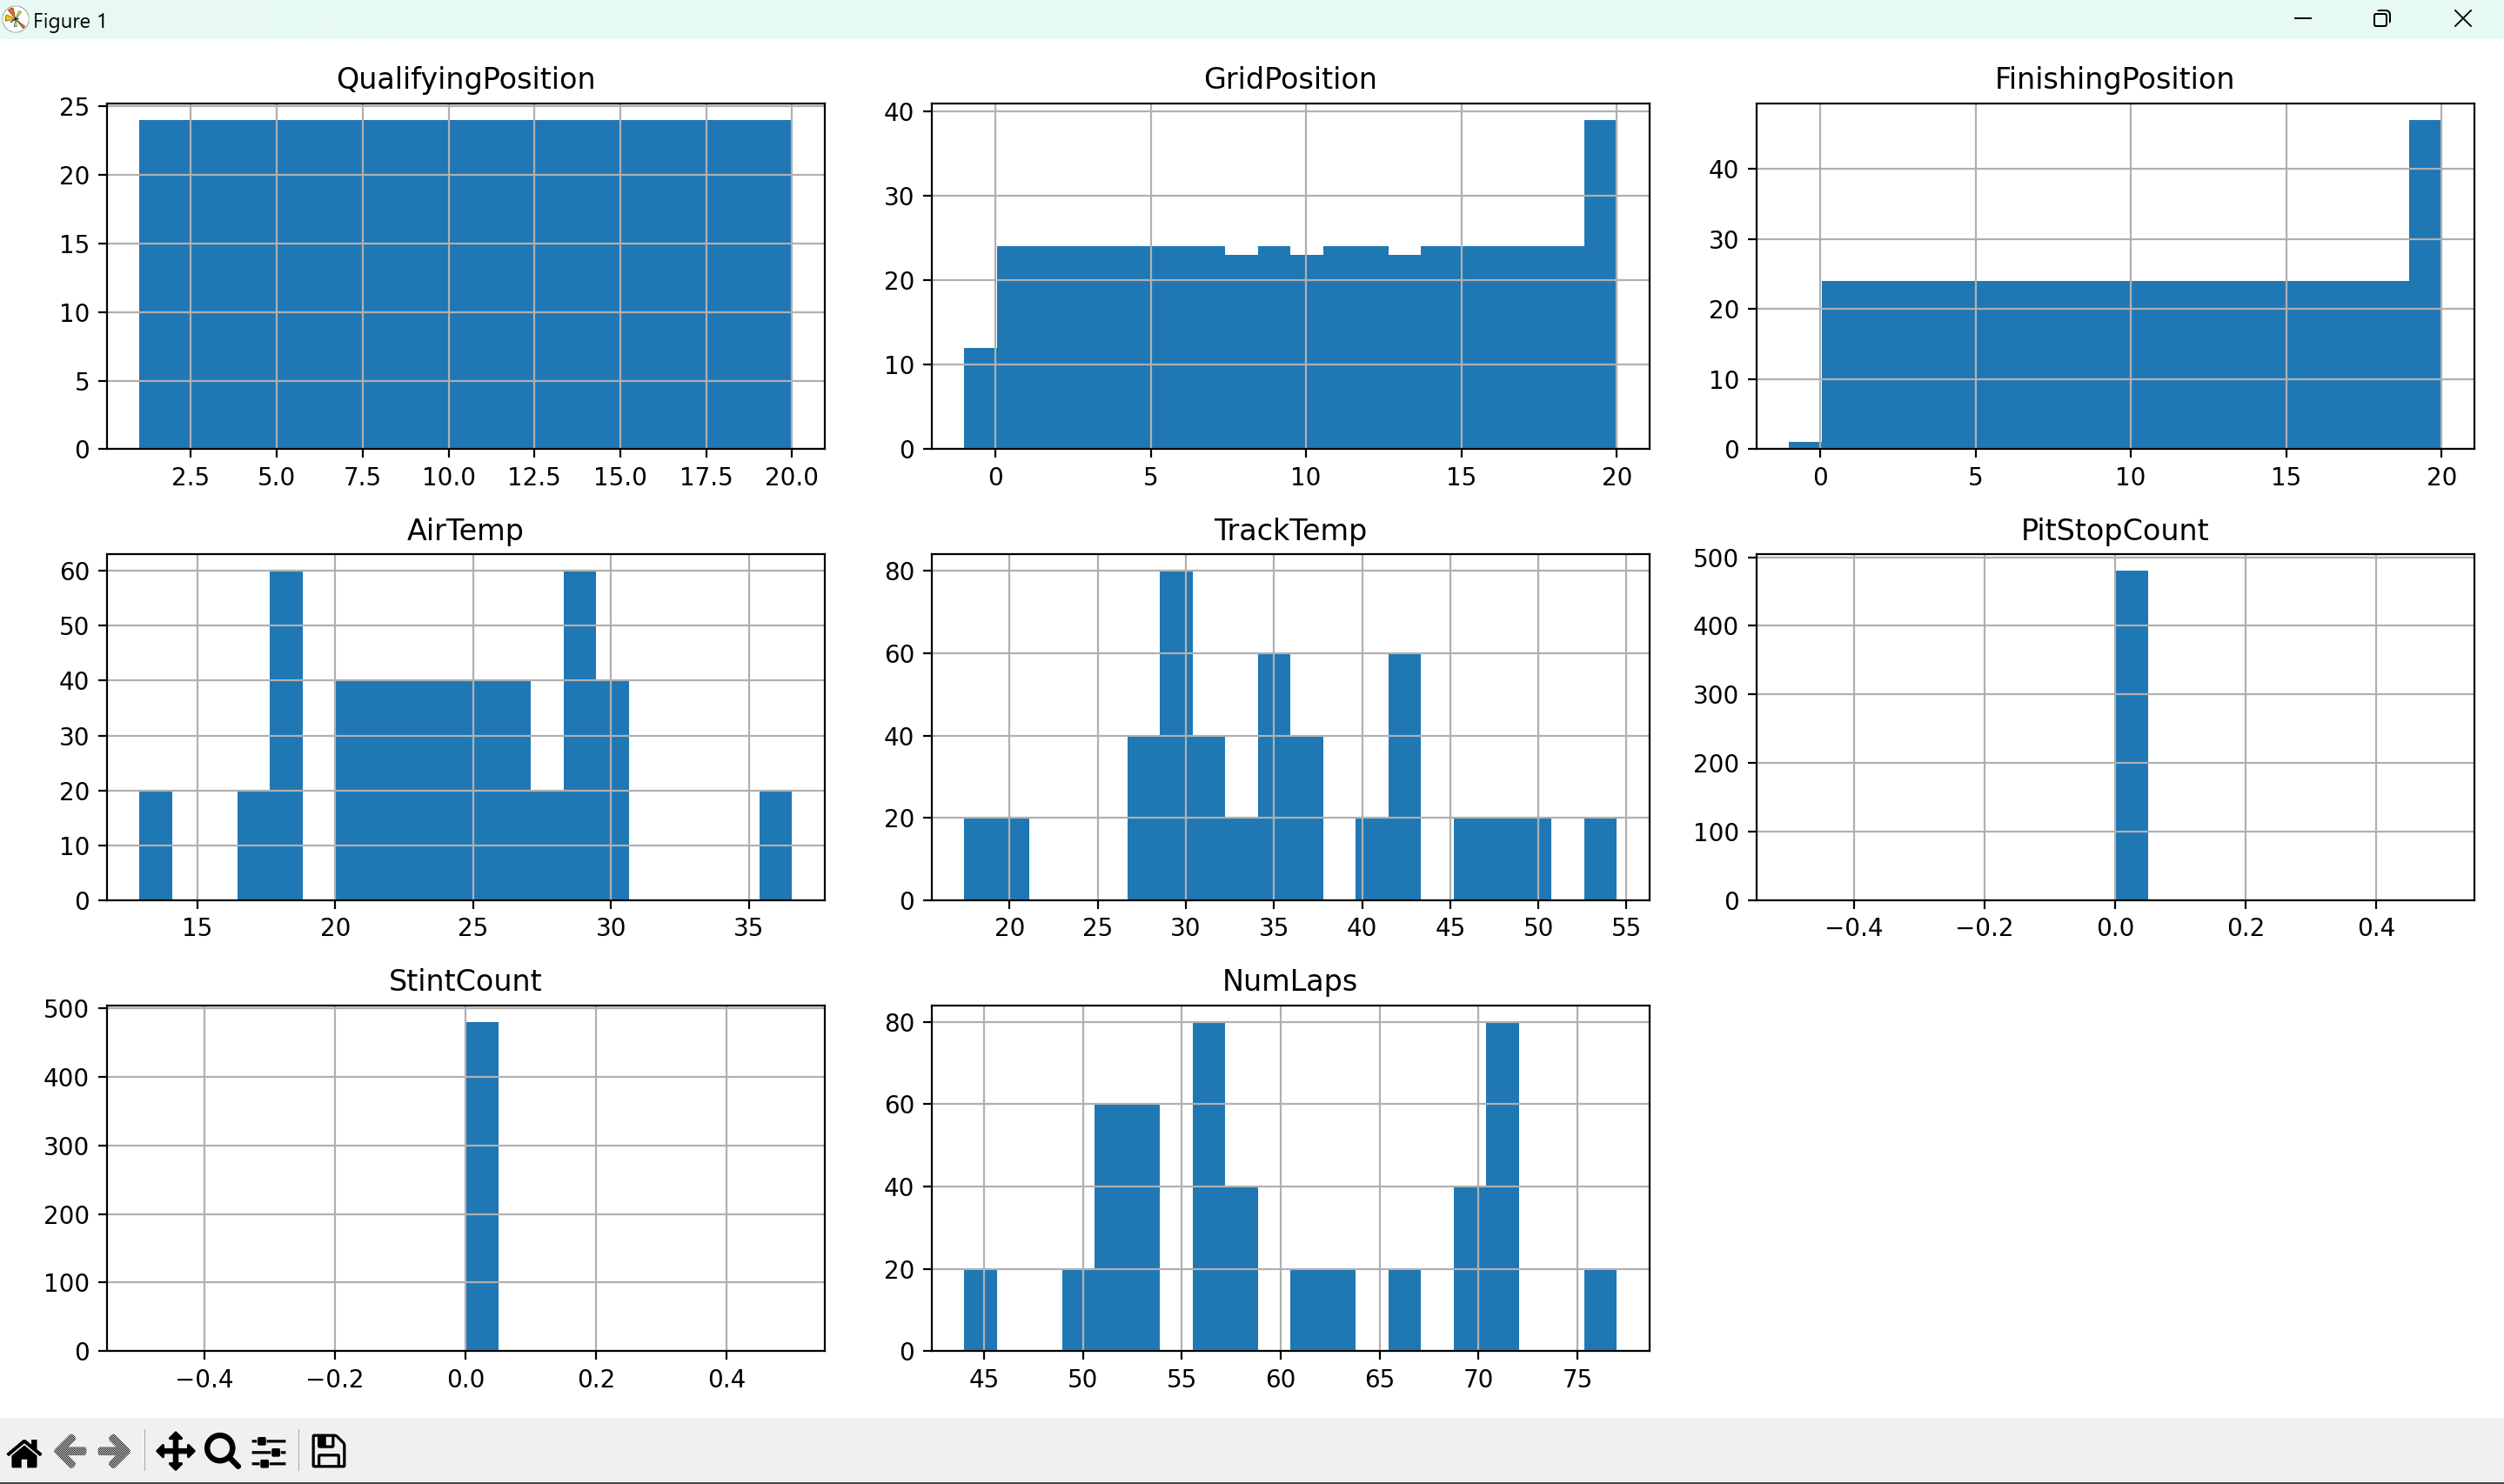 Figure 1
QualifyingPosition
25
20
15
10
5
0
2.5 5.0 7.5 10.0 12.5 15.0 17.5 20.0
GridPosition
40
30
20
10
0
0 5 10 15 20
FinishingPosition
40
30
20
10
0
0 5 10 15 20
AirTemp
60
50
40
30
20
10
0
15 20 25 30 35
TrackTemp
80
60
40
20
0
20 25 30 35 40 45 50 55
PitStopCount
500
400
300
200
100
0
−0.4 −0.2 0.0 0.2 0.4
StintCount
500
400
300
200
100
0
−0.4 −0.2 0.0 0.2 0.4
NumLaps
80
60
40
20
0
45 50 55 60 65 70 75